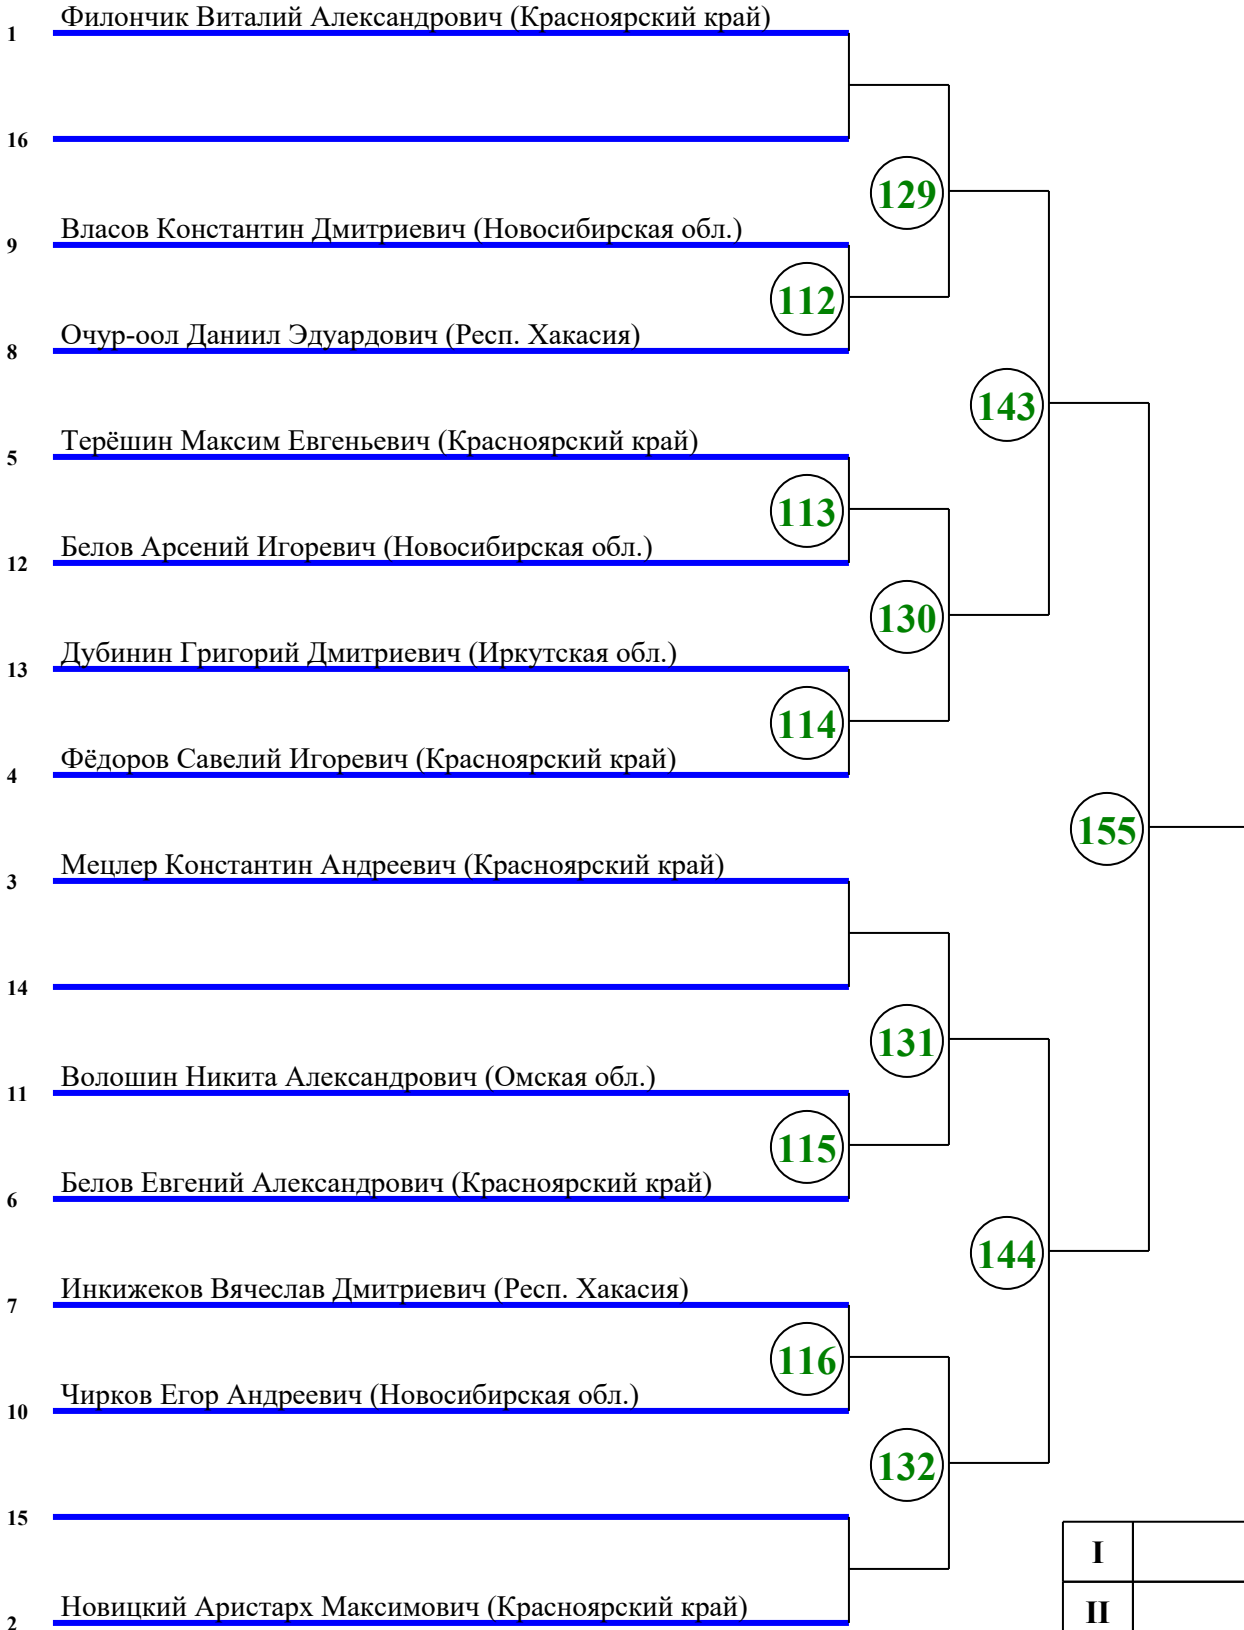 Филончик Виталий Александрович (Красноярский край)
1
16
129
Власов Константин Дмитриевич (Новосибирская обл.)
9
112
Очур-оол Даниил Эдуардович (Респ. Хакасия)
8
143
Терёшин Максим Евгеньевич (Красноярский край)
5
113
Белов Арсений Игоревич (Новосибирская обл.)
12
130
Дубинин Григорий Дмитриевич (Иркутская обл.)
13
114
Фёдоров Савелий Игоревич (Красноярский край)
4
155
Мецлер Константин Андреевич (Красноярский край)
3
14
131
Волошин Никита Александрович (Омская обл.)
11
115
Белов Евгений Александрович (Красноярский край)
6
144
Инкижеков Вячеслав Дмитриевич (Респ. Хакасия)
7
116
Чирков Егор Андреевич (Новосибирская обл.)
10
132
15
I
Новицкий Аристарх Максимович (Красноярский край)
2
II